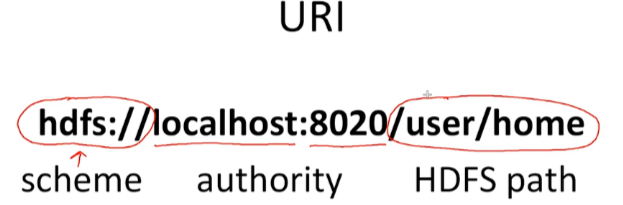 URI
hdfs://localhost:8020/user/home
scheme authority HDFS path